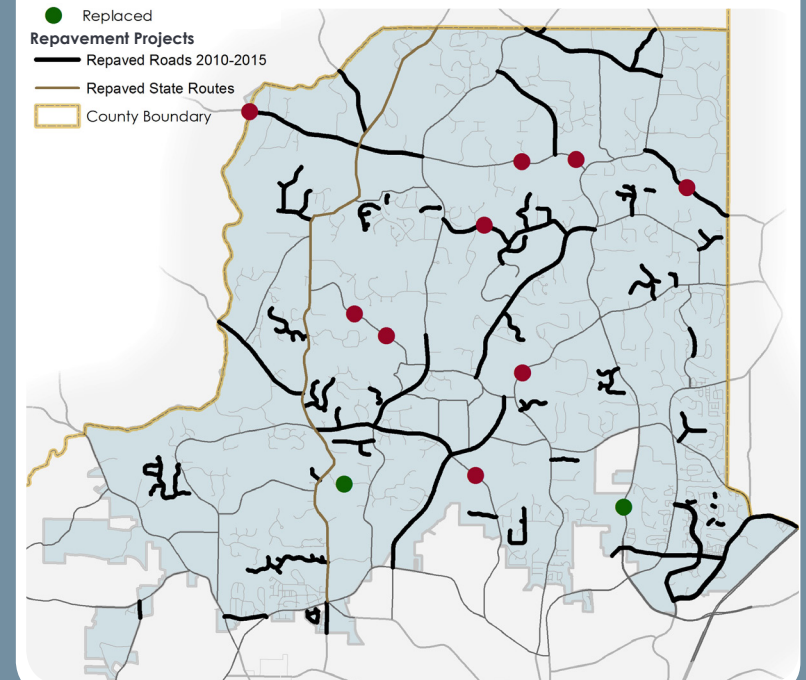 Replaced
Repavement Projects
Repaved Roads 2010-2015
Repaved State Routes
County Boundary